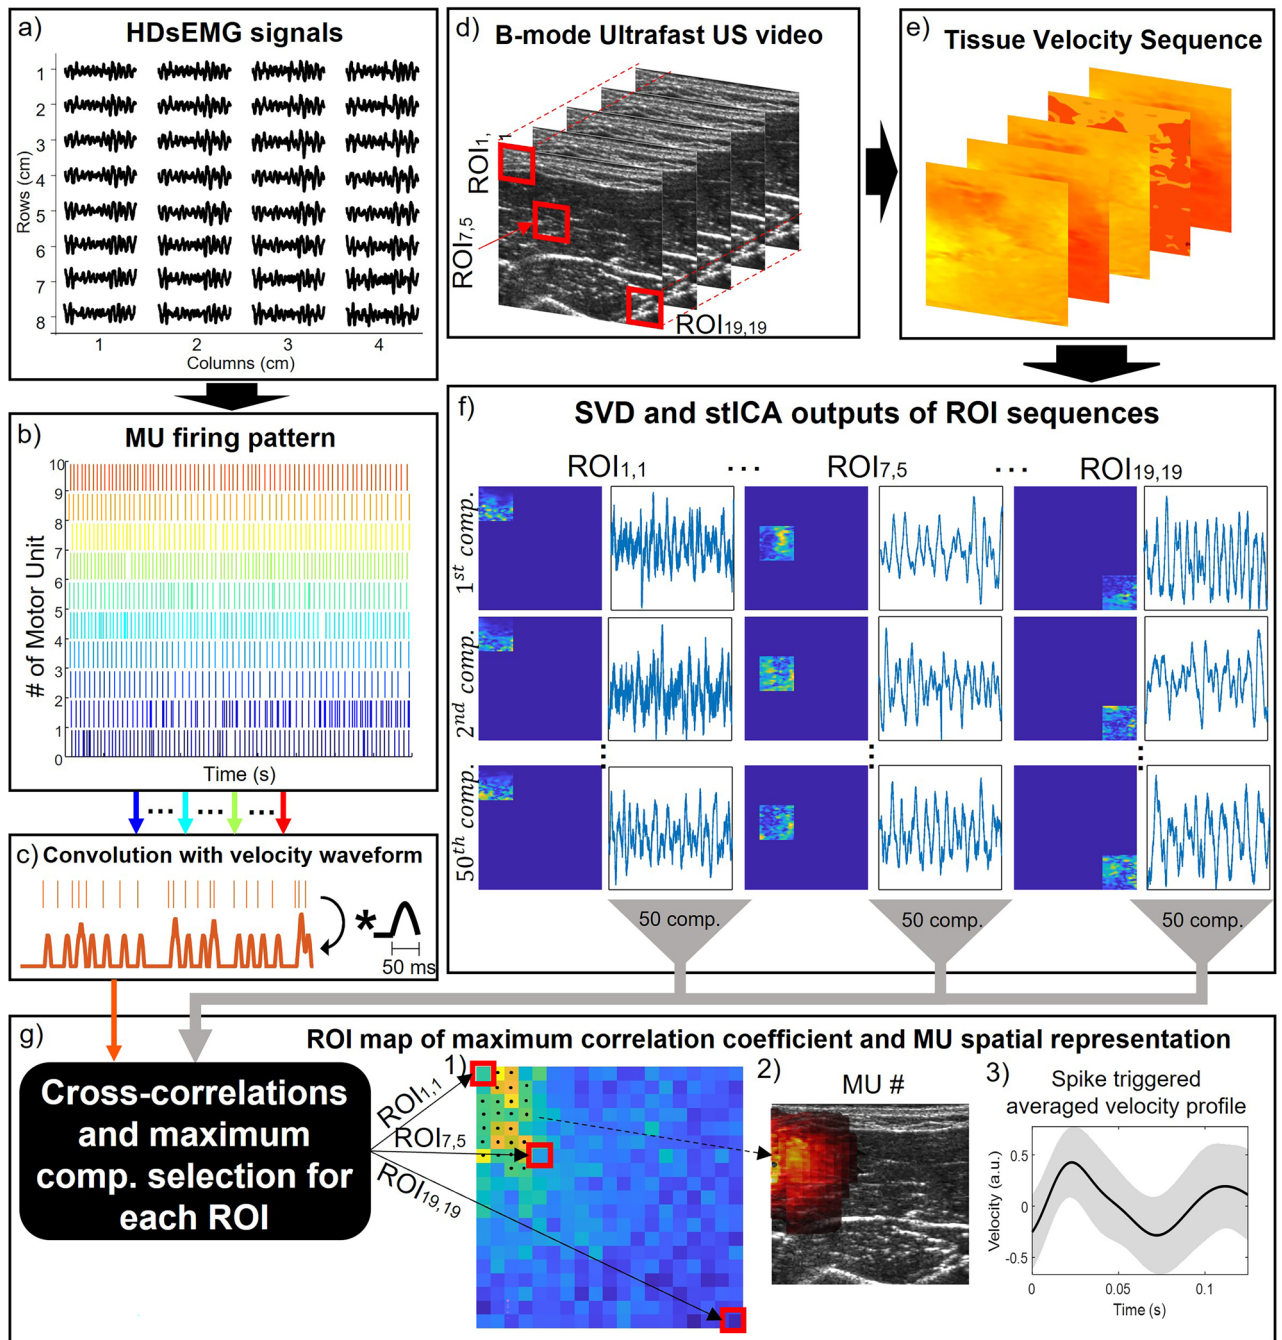 a)
HDsEMG signals
Rows (cm)
1
2
3
4
5
6
7
8
1 2 3 4
Columns (cm)
b)
MU firing pattern
# of Motor Unit
10
9
8
7
6
5
4
3
2
1
0
Time (s)
c) Convolution with velocity waveform
*
50 ms
d) B-mode Ultrafast US video
ROI1,1
ROI7,5
ROI19,19
e)
Tissue Velocity Sequence
f)
SVD and stICA outputs of ROI sequences
ROI1,1 ... ROI7,5 ... ROI19,19
1st comp.
2nd comp.
50th comp.
50 comp. 50 comp. 50 comp.
g)
ROI map of maximum correlation coefficient and MU spatial representation
Cross-correlations
and maximum
comp. selection for
each ROI
ROI1,1
ROI7,5
ROI19,19
1)
2)
MU #
3)
Spike triggered
averaged velocity profile
Velocity (a.u.)
0.5
0
-0.5
0 0.05 0.1
Time (s)